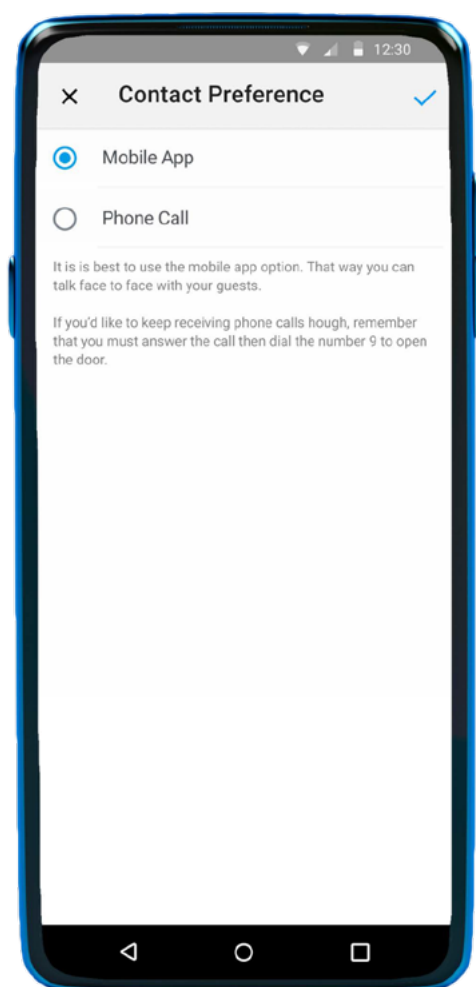 12:30
Contact Preference
Mobile App
Phone Call
It is is best to use the mobile app option. That way you can
talk face to face with your guests.
If you'd like to keep receiving phone calls hough, remember
that you must answer the call then dial the number 9 to open
the door.